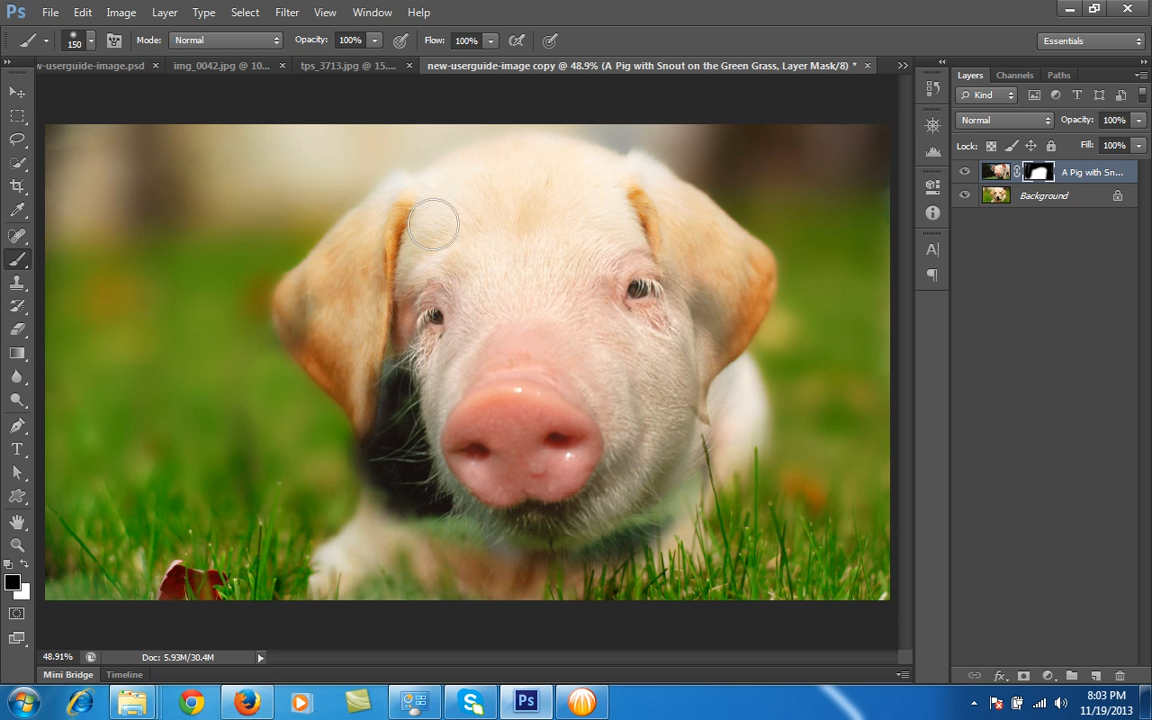 Ps File Edit Image Layer Type Select Filter View Window Help
150 Mode: Normal Opacity: 100% Flow: 100% Essentials
w-userguide-image.psd img_0042.jpg @ 10... tps_3713.jpg @ 15.... new-userguide-image copy @ 48.9% (A Pig with Snout on the Green Grass, Layer Mask/8) *
Layers Channels Paths
Kind
Normal Opacity: 100%
Lock: Fill: 100%
A Pig with Sn...
Background
48.91% Doc: 5.93M/30.4M
Mini Bridge Timeline
Ps
8:03 PM
11/19/2013